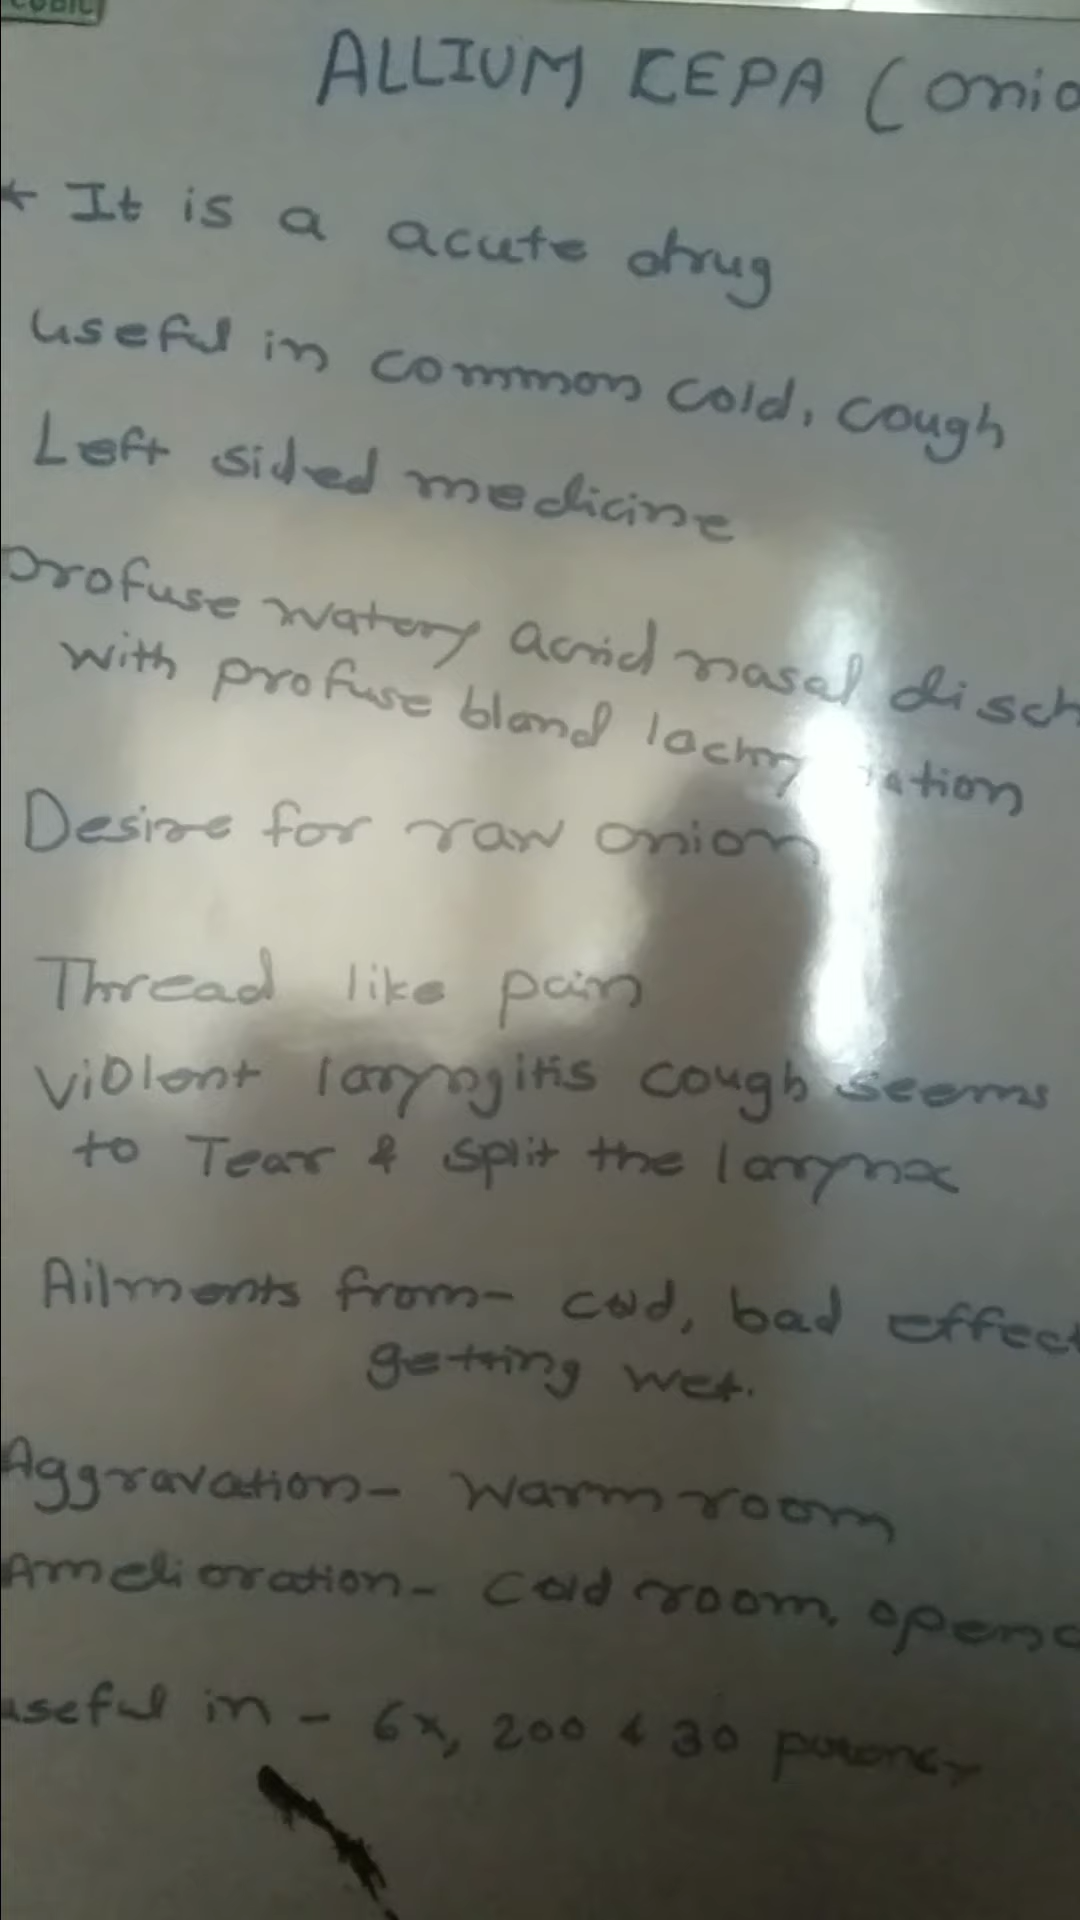 ALLIUM CEPA (onio
* It is a acute drug
useful in common cold, cough
Left sided medicine
profuse watery acrid nasal disch
with profuse bland lachry ation
Desire for raw onion
Thread like pain
violent laryngitis cough seems
to Tear & split the larynx
Ailments from- cold, bad effect
getting wet.
Aggravation- Warm room
Amelioration- Cold room, open a
useful in - 6x, 200 & 30 potency